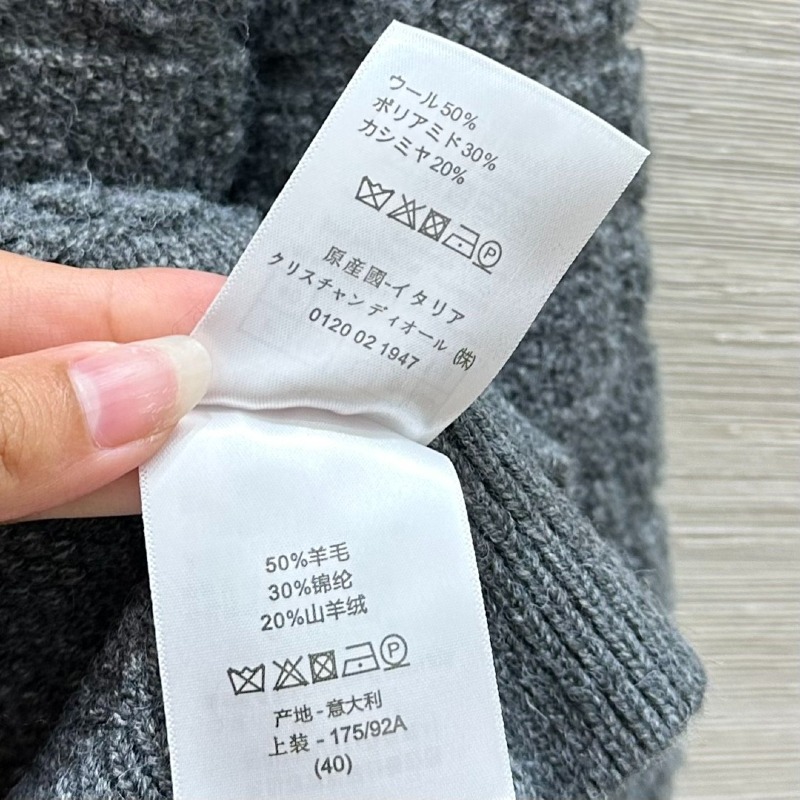 ウール50%
ポリアミド30%
カシミヤ20%
P
原産國-イタリア
クリスチャン ディオール ㈱
0120 02 1947
50%羊毛
30%锦纶
20%山羊绒
P
产地-意大利
上装-175/92A
(40)